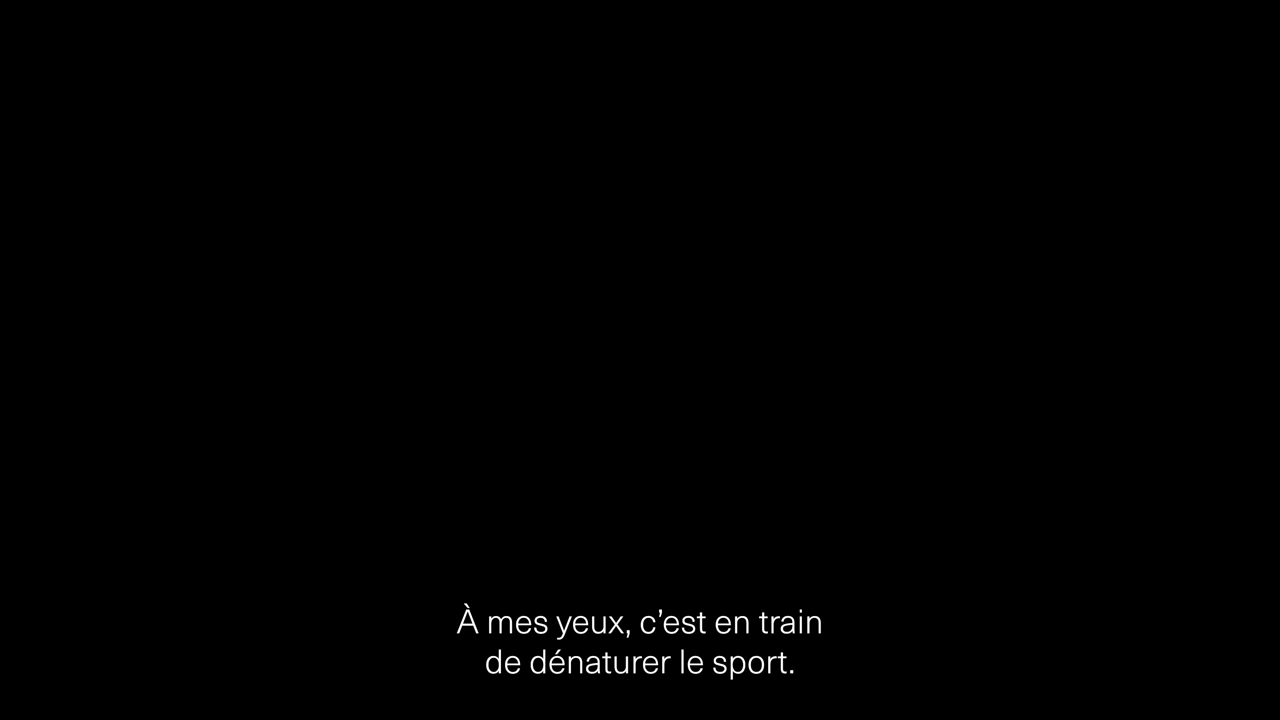 À mes yeux, c’est en train
de dénaturer le sport.